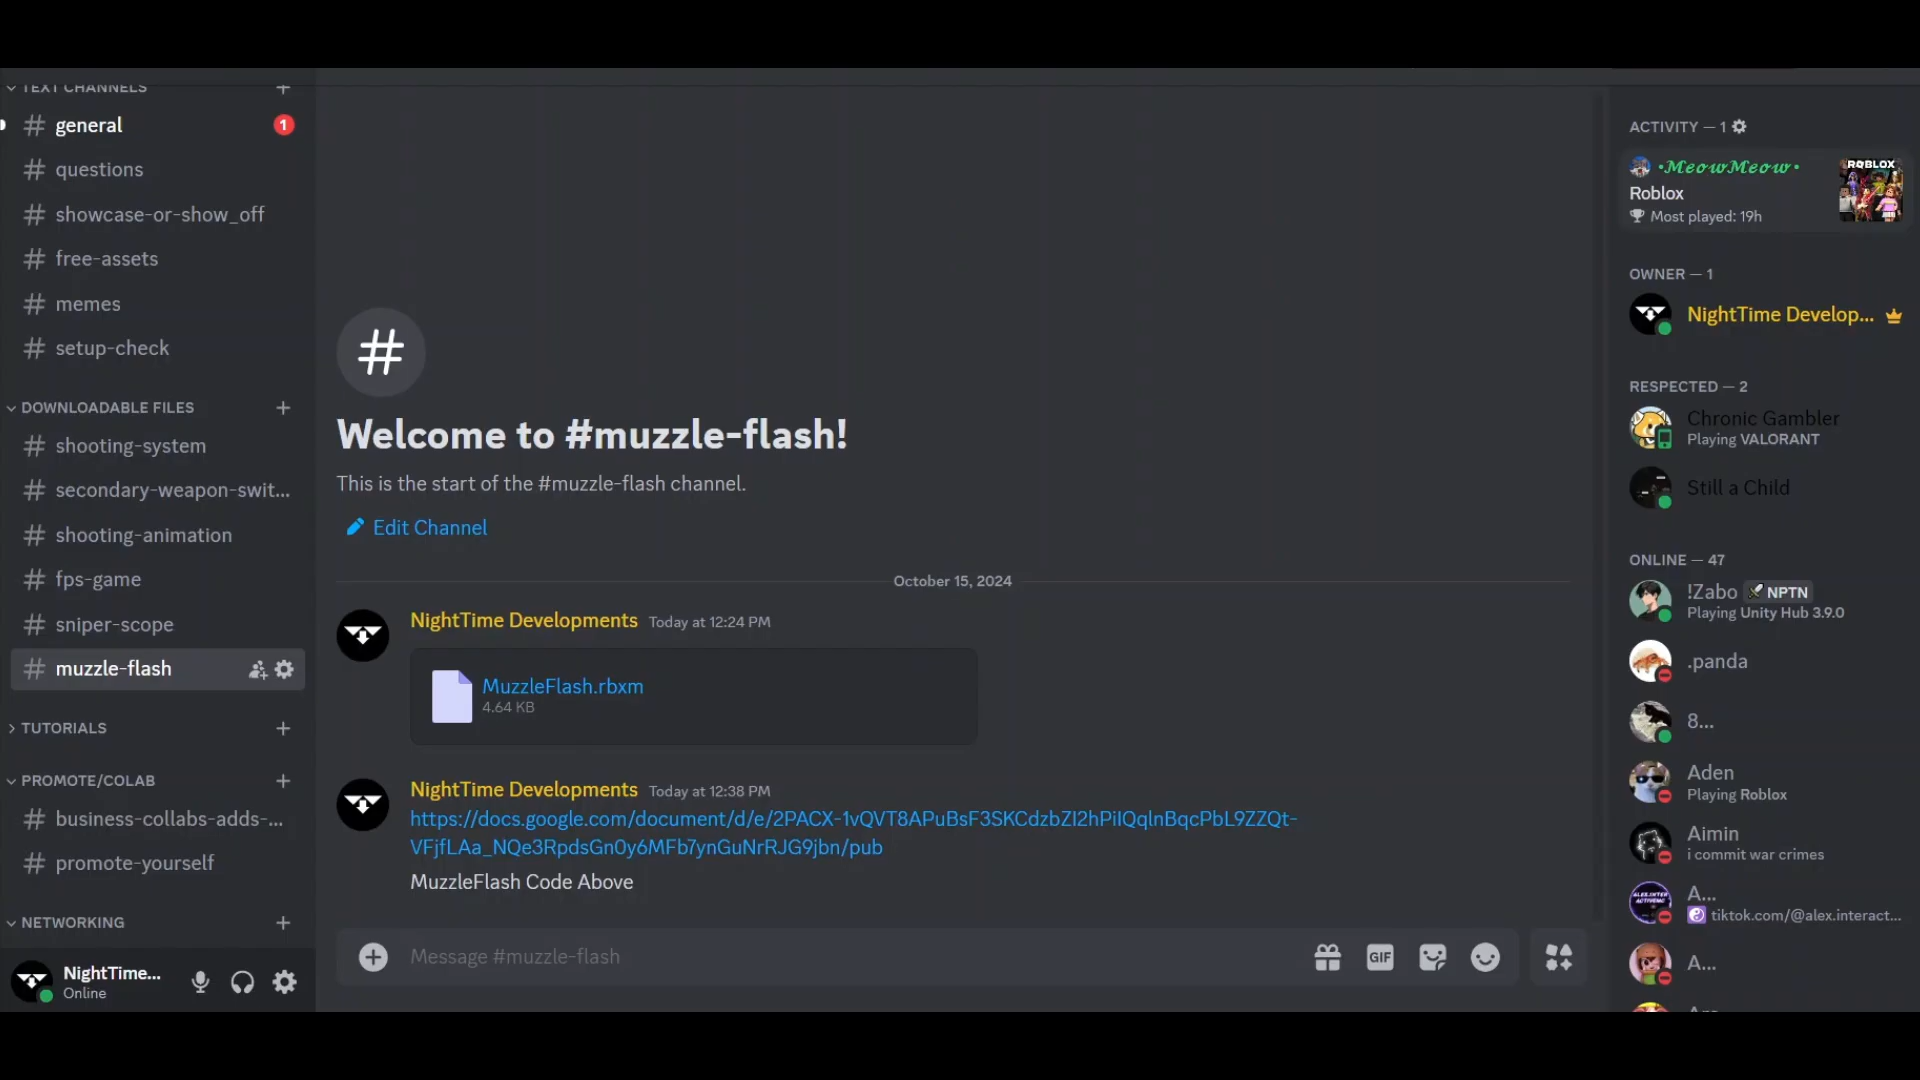 TEXT CHANNELS
general
1
questions
showcase-or-show_off
free-assets
memes
setup-check
DOWNLOADABLE FILES
shooting-system
secondary-weapon-swit...
shooting-animation
fps-game
sniper-scope
muzzle-flash
TUTORIALS
PROMOTE/COLAB
business-collabs-adds-...
promote-yourself
NETWORKING
NightTime...
Online
Welcome to #muzzle-flash!
This is the start of the #muzzle-flash channel.
Edit Channel
October 15, 2024
NightTime Developments Today at 12:24 PM
MuzzleFlash.rbxm
4.64 KB
NightTime Developments Today at 12:38 PM
https://docs.google.com/document/d/e/2PACX-1vQVT8APuBsF3SKCdzbZI2hPiIQqlnBqcPbL9ZZQt-
VFjfLAa_NQe3RpdsGn0y6MFb7ynGuNrRJG9jbn/pub
MuzzleFlash Code Above
Message #muzzle-flash
GIF
ACTIVITY — 1
•𝓜𝓮𝓸𝔀𝓜𝓮𝓸𝔀•
Roblox
Most played: 19h
ROBLOX
OWNER — 1
NightTime Develop...
RESPECTED — 2
Chronic Gambler
Playing VALORANT
Still a Child
ONLINE — 47
!Zabo NPTN
Playing Unity Hub 3.9.0
.panda
8...
Aden
Playing Roblox
Aimin
i commit war crimes
A...
tiktok.com/@alex.interact...
A...